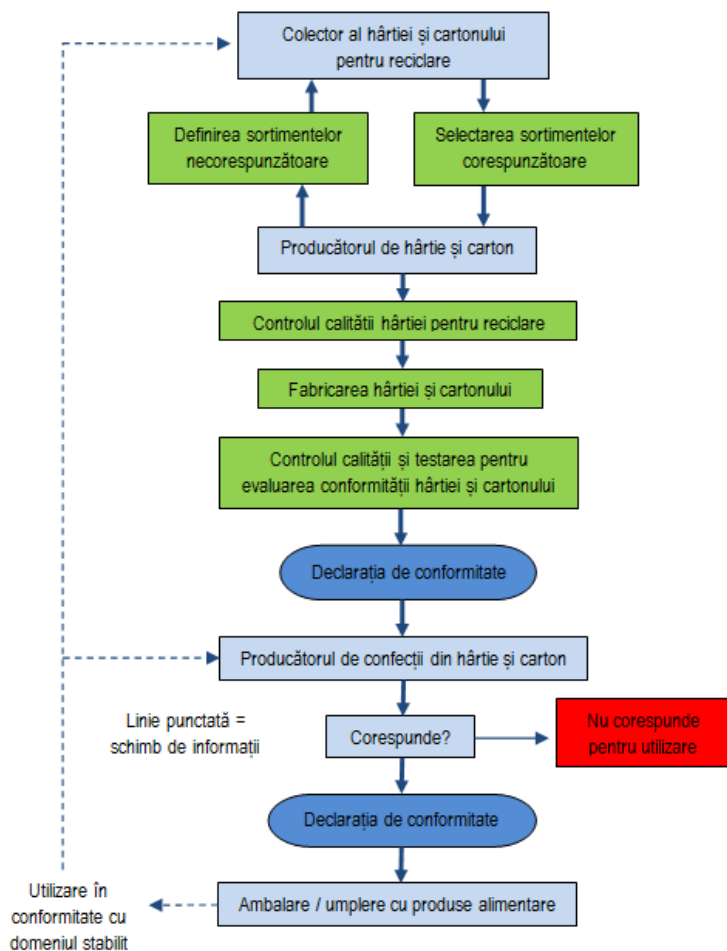 Colector al hârtiei și cartonului
pentru reciclare
Definirea sortimentelor
necorespunzătoare
Selectarea sortimentelor
corespunzătoare
Producătorul de hârtie și carton
Controlul calității hârtiei pentru reciclare
Fabricarea hârtiei și cartonului
Controlul calității și testarea pentru
evaluarea conformității hârtiei și cartonului
Declarația de conformitate
Producătorul de confecții din hârtie și carton
Linie punctată =
schimb de informații
Corespunde?
Nu corespunde
pentru utilizare
Declarația de conformitate
Utilizare în
conformitate cu
domeniul stabilit
Ambalare / umplere cu produse alimentare